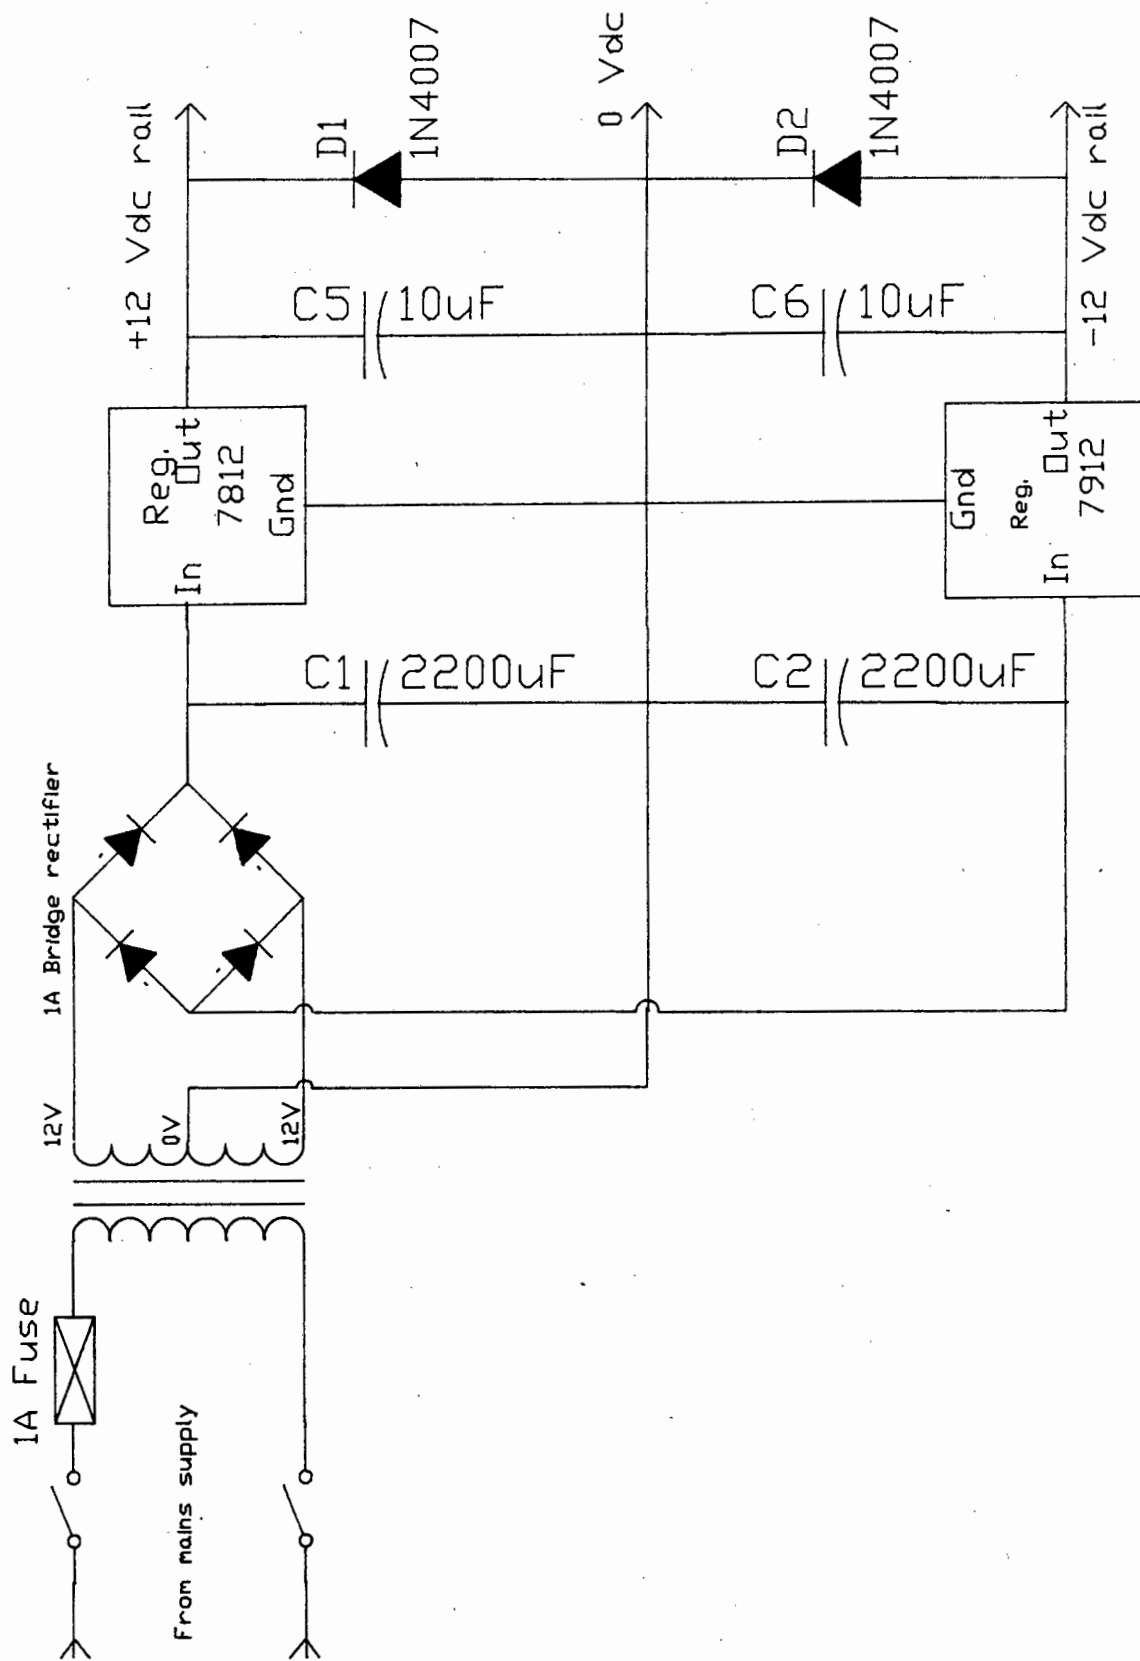 1A Fuse
From mains supply
12V
0V
12V
1A Bridge rectifier
C1
2200uF
C2
2200uF
Reg.
In
Out
7812
Gnd
Gnd
Reg.
In
Out
7912
C5
10uF
C6
10uF
+12 Vdc rail
D1
1N4007
0 Vdc
D2
1N4007
-12 Vdc rail